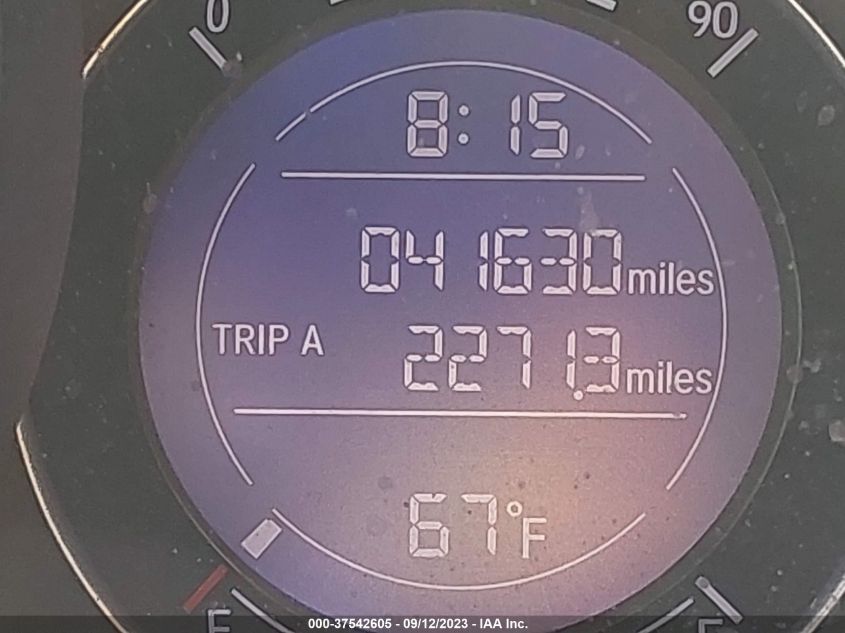 0 90
8:15
041630 miles
TRIP A 2271.3 miles
67°F
E F
000-37542605 - 09/12/2023 - IAA Inc.